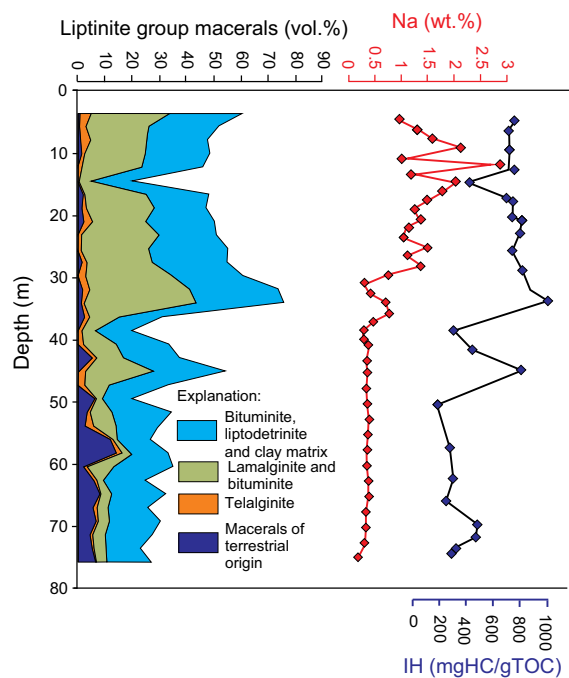 Liptinite group macerals (vol.%)
0 10 20 30 40 50 60 70 80 90
Na (wt.%)
0 0.5 1 1.5 2 2.5 3
Depth (m)
0
10
20
30
40
50
60
70
80
Explanation:
Bituminite,
liptodetrinite
and clay matrix
Lamalginite and
bituminite
Telalginite
Macerals of
terrestrial
origin
0 200 400 600 800 1000
IH (mgHC/gTOC)